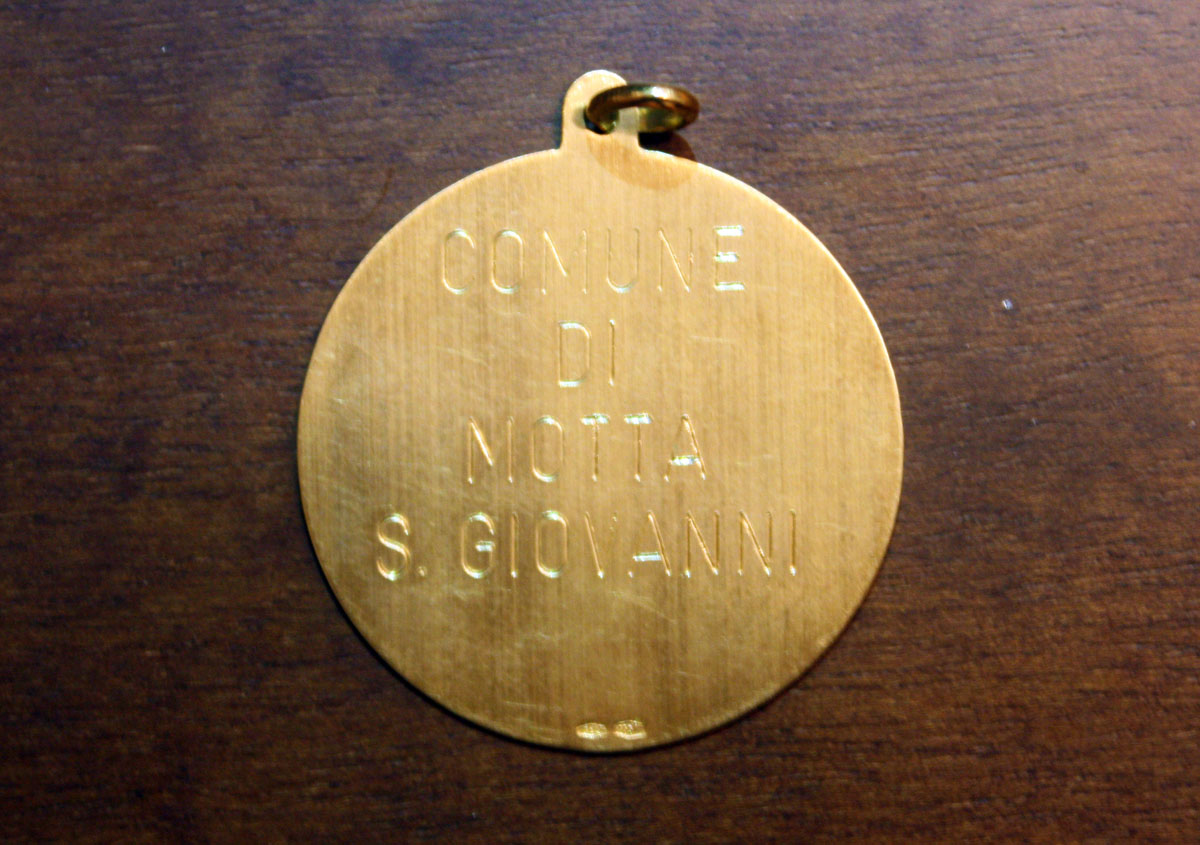 COMUNE
DI
MOTTA
S. GIOVANNI